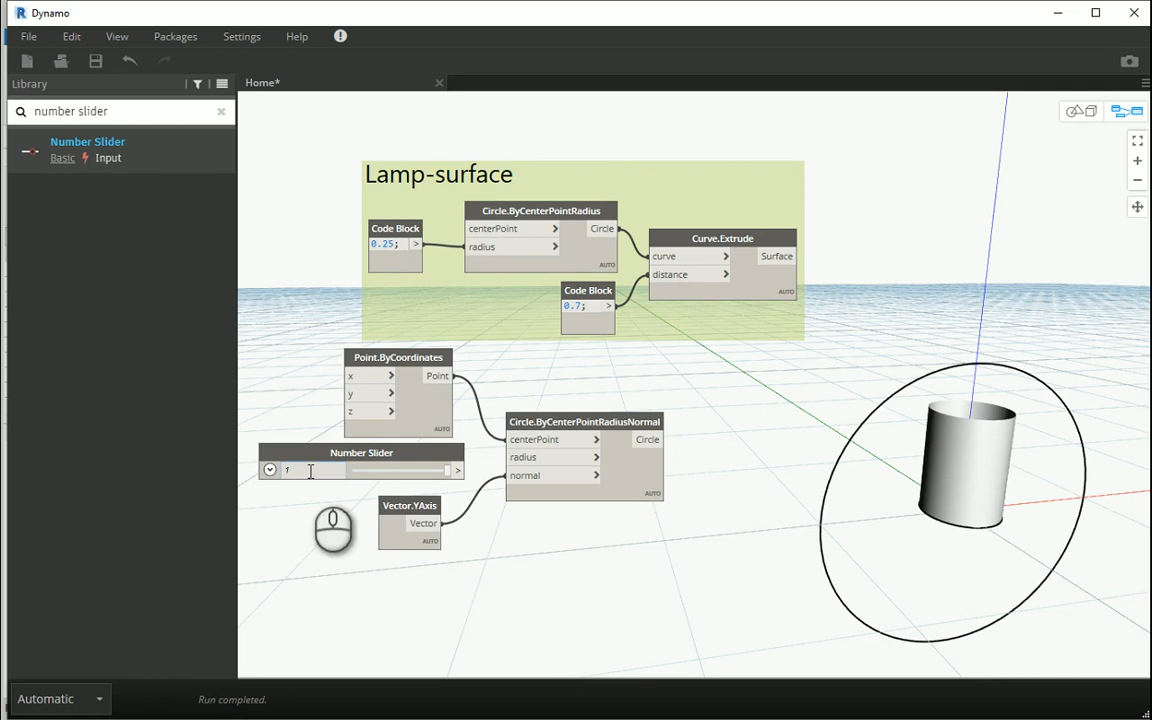 Dynamo
File Edit View Packages Settings Help
Library
Home*
number slider
Number Slider
Basic Input
Lamp-surface
Code Block
0.25; >
Circle.ByCenterPointRadius
centerPoint > Circle
radius >
AUTO
Curve.Extrude
curve > Surface
distance >
AUTO
Code Block
0.7; >
Point.ByCoordinates
x > Point
y >
z >
AUTO
Number Slider
1 >
Circle.ByCenterPointRadiusNormal
centerPoint > Circle
radius >
normal >
AUTO
Vector.YAxis
Vector
AUTO
Automatic
Run completed.